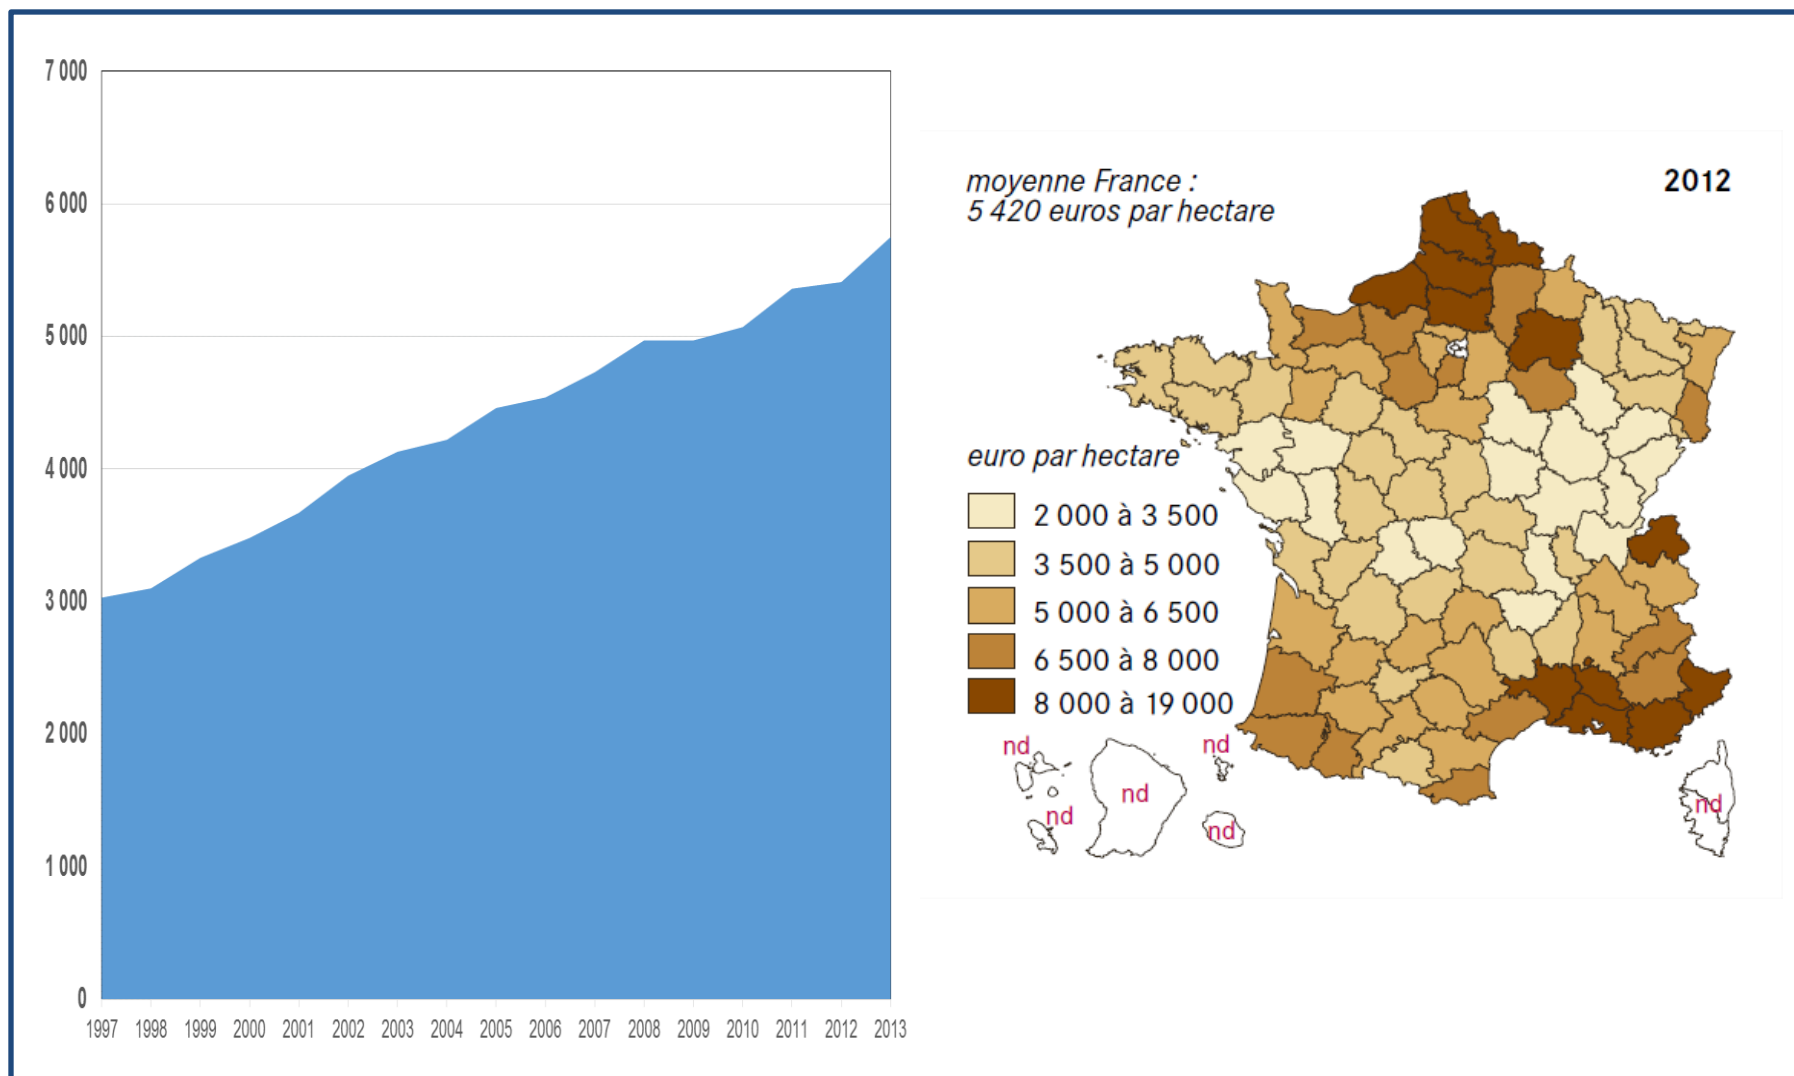 7 000
6 000
5 000
4 000
3 000
2 000
1 000
0
1997 1998 1999 2000 2001 2002 2003 2004 2005 2006 2007 2008 2009 2010 2011 2012 2013
moyenne France :
5 420 euros par hectare
2012
euro par hectare
2 000 à 3 500
3 500 à 5 000
5 000 à 6 500
6 500 à 8 000
8 000 à 19 000
nd
nd
nd
nd
nd
nd